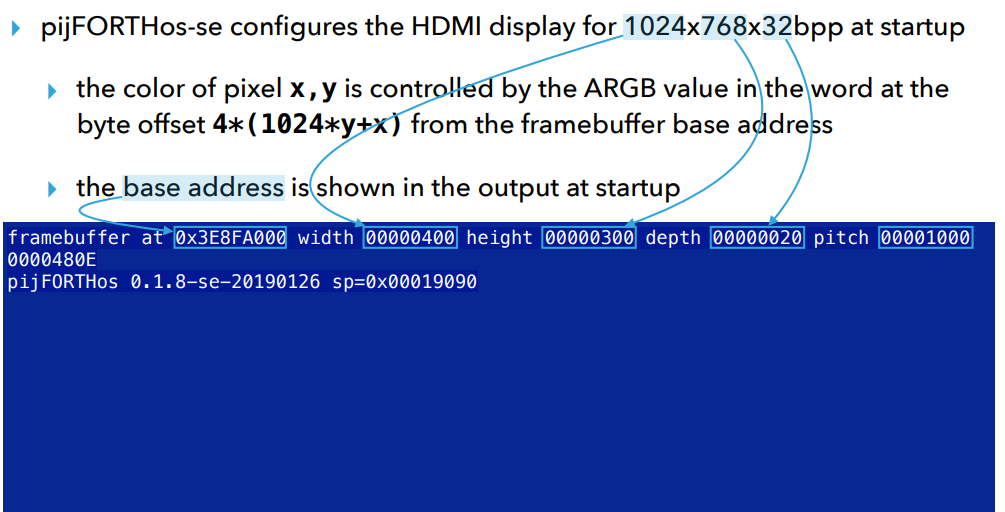 pijFORTHos-se configures the HDMI display for 1024x768x32bpp at startup
the color of pixel x,y is controlled by the ARGB value in the word at the
byte offset 4*(1024*y+x) from the framebuffer base address
the base address is shown in the output at startup
framebuffer at 0x3E8FA000 width 00000400 height 00000300 depth 00000020 pitch 00001000
0000480E
pijFORTHos 0.1.8-se-20190126 sp=0x00019090